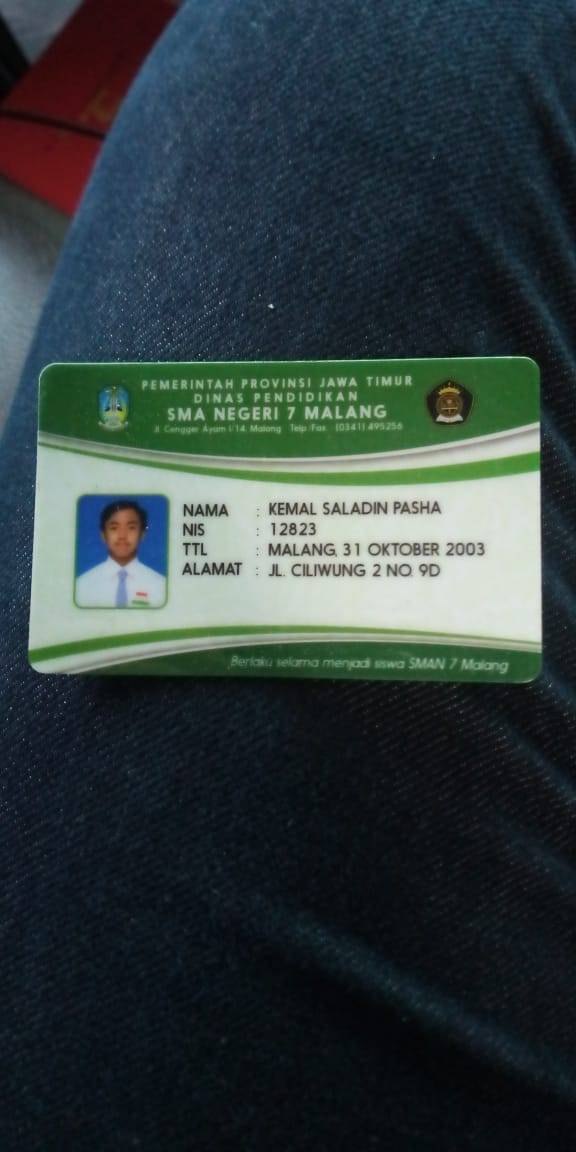 PEMERINTAH PROVINSI JAWA TIMUR
DINAS PENDIDIKAN
SMA NEGERI 7 MALANG
Jl. Cengger Ayam I/14, Malang Telp./Fax. (0341) 495256
NAMA : KEMAL SALADIN PASHA
NIS : 12823
TTL : MALANG, 31 OKTOBER 2003
ALAMAT : JL. CILIWUNG 2 NO. 9D
Berlaku selama menjadi siswa SMAN 7 Malang